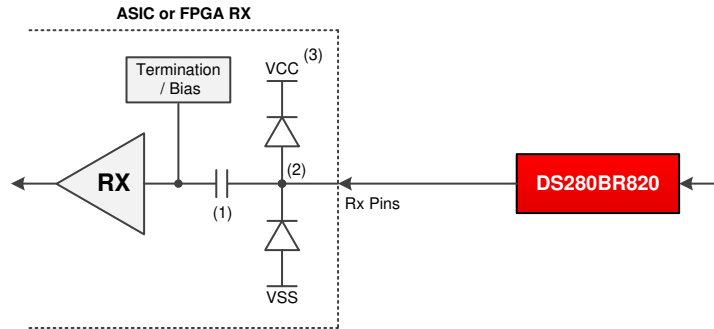 ASIC or FPGA RX
(3)
VCC
Termination
/ Bias
(2)
RX
(1)
Rx Pins
DS280BR820
VSS